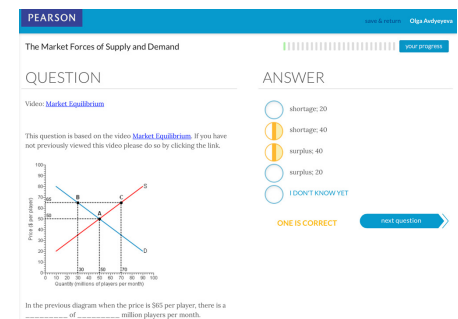 PEARSON
save & return Olga Avdyeyeva
The Market Forces of Supply and Demand
your progress
QUESTION
Video: Market Equilibrium
This question is based on the video Market Equilibrium. If you have
not previously viewed this video please do so by clicking the link.
Price ($ per player)
100
90
80
70
60
50
40
30
20
10
0
60
50
B
C
S
A
D
30
50
70
0 10 20 30 40 50 60 70 80 90 100
Quantity (millions of players per month)
In the previous diagram when the price is $65 per player, there is a
_________ of _________ million players per month.
ANSWER
shortage; 20
shortage; 40
surplus; 40
surplus; 20
I DON'T KNOW YET
ONE IS CORRECT
next question